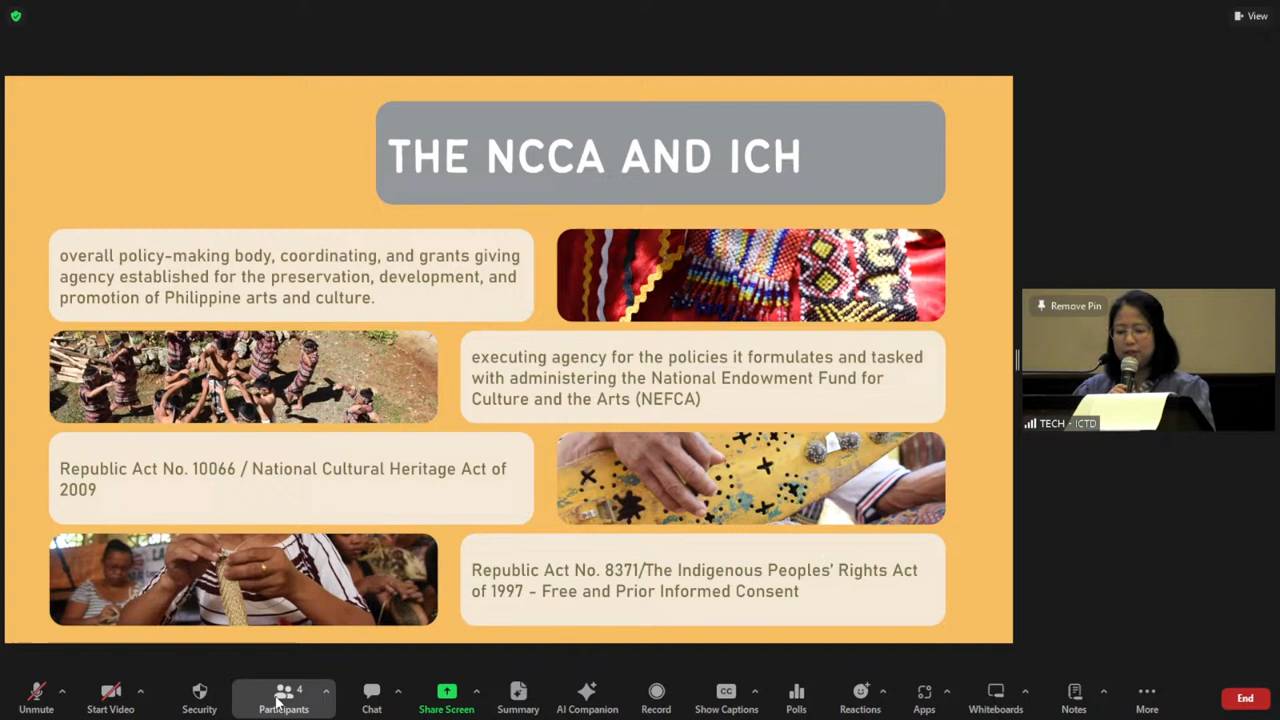 View
THE NCCA AND ICH
overall policy-making body, coordinating, and grants giving
agency established for the preservation, development, and
promotion of Philippine arts and culture.
executing agency for the policies it formulates and tasked
with administering the National Endowment Fund for
Culture and the Arts (NEFCA)
Republic Act No. 10066 / National Cultural Heritage Act of
2009
Republic Act No. 8371/The Indigenous Peoples' Rights Act
of 1997 - Free and Prior Informed Consent
Remove Pin
TECH - ICTD
4
CC
Unmute
Start Video
Security
Participants
Chat
Share Screen
Summary
AI Companion
Record
Show Captions
Polls
Reactions
Apps
Whiteboards
Notes
More
End